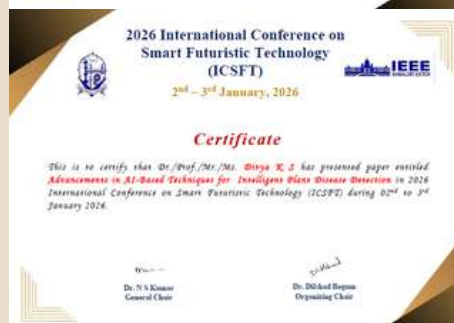 2026 International Conference on
Smart Futuristic Technology
(ICSFT)
2nd – 3rd January, 2026
IEEE
Certificate
This is to certify that Dr./Prof./Mr./Ms. Divya K S has presented paper entitled
Advancements in AI-Based Techniques for Intelligent Plant Disease Detection in 2026
International Conference on Smart Futuristic Technology (ICSFT) during 02nd to 3rd
January 2026.
Dr. N S Kumar
Dr. Dilshad Begum
General Chair
Organizing Chair